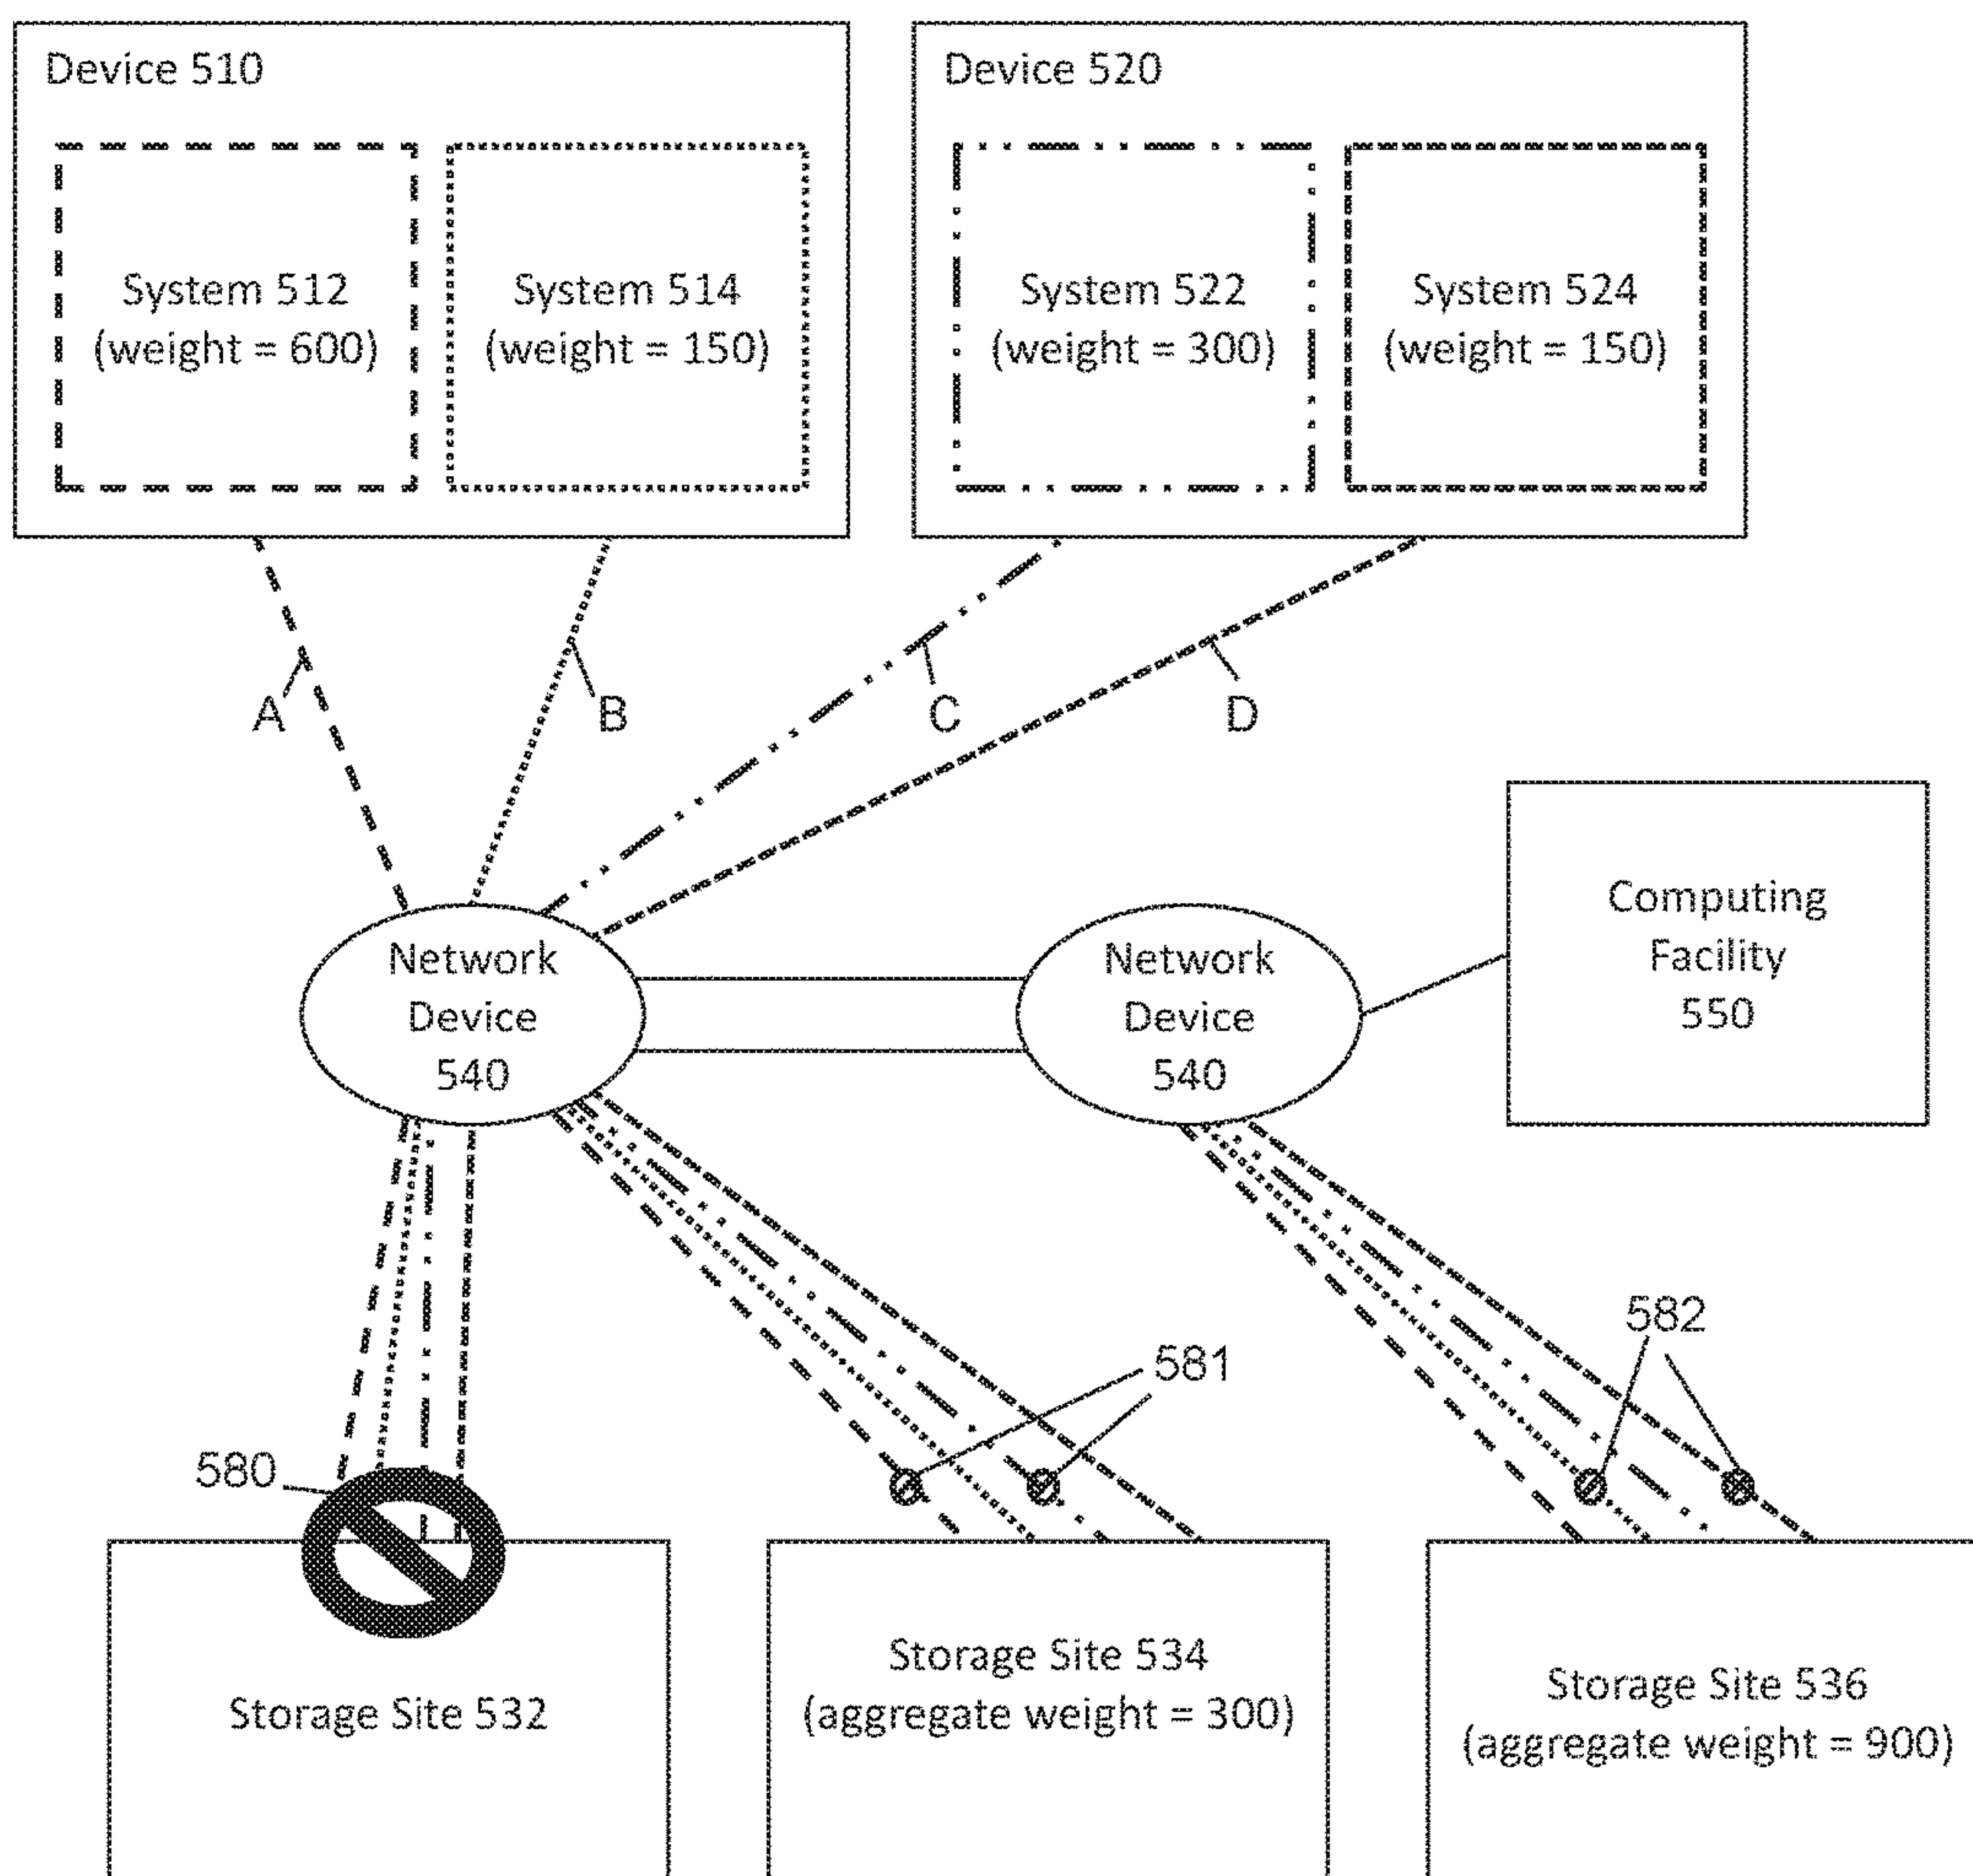 Device 510
Device 520
System 512
(weight = 600)
System 514
(weight = 150)
System 522
(weight = 300)
System 524
(weight = 150)
A
B
C
D
Network
Device
540
Network
Device
540
Computing
Facility
550
580
581
582
Storage Site 532
Storage Site 534
(aggregate weight = 300)
Storage Site 536
(aggregate weight = 900)